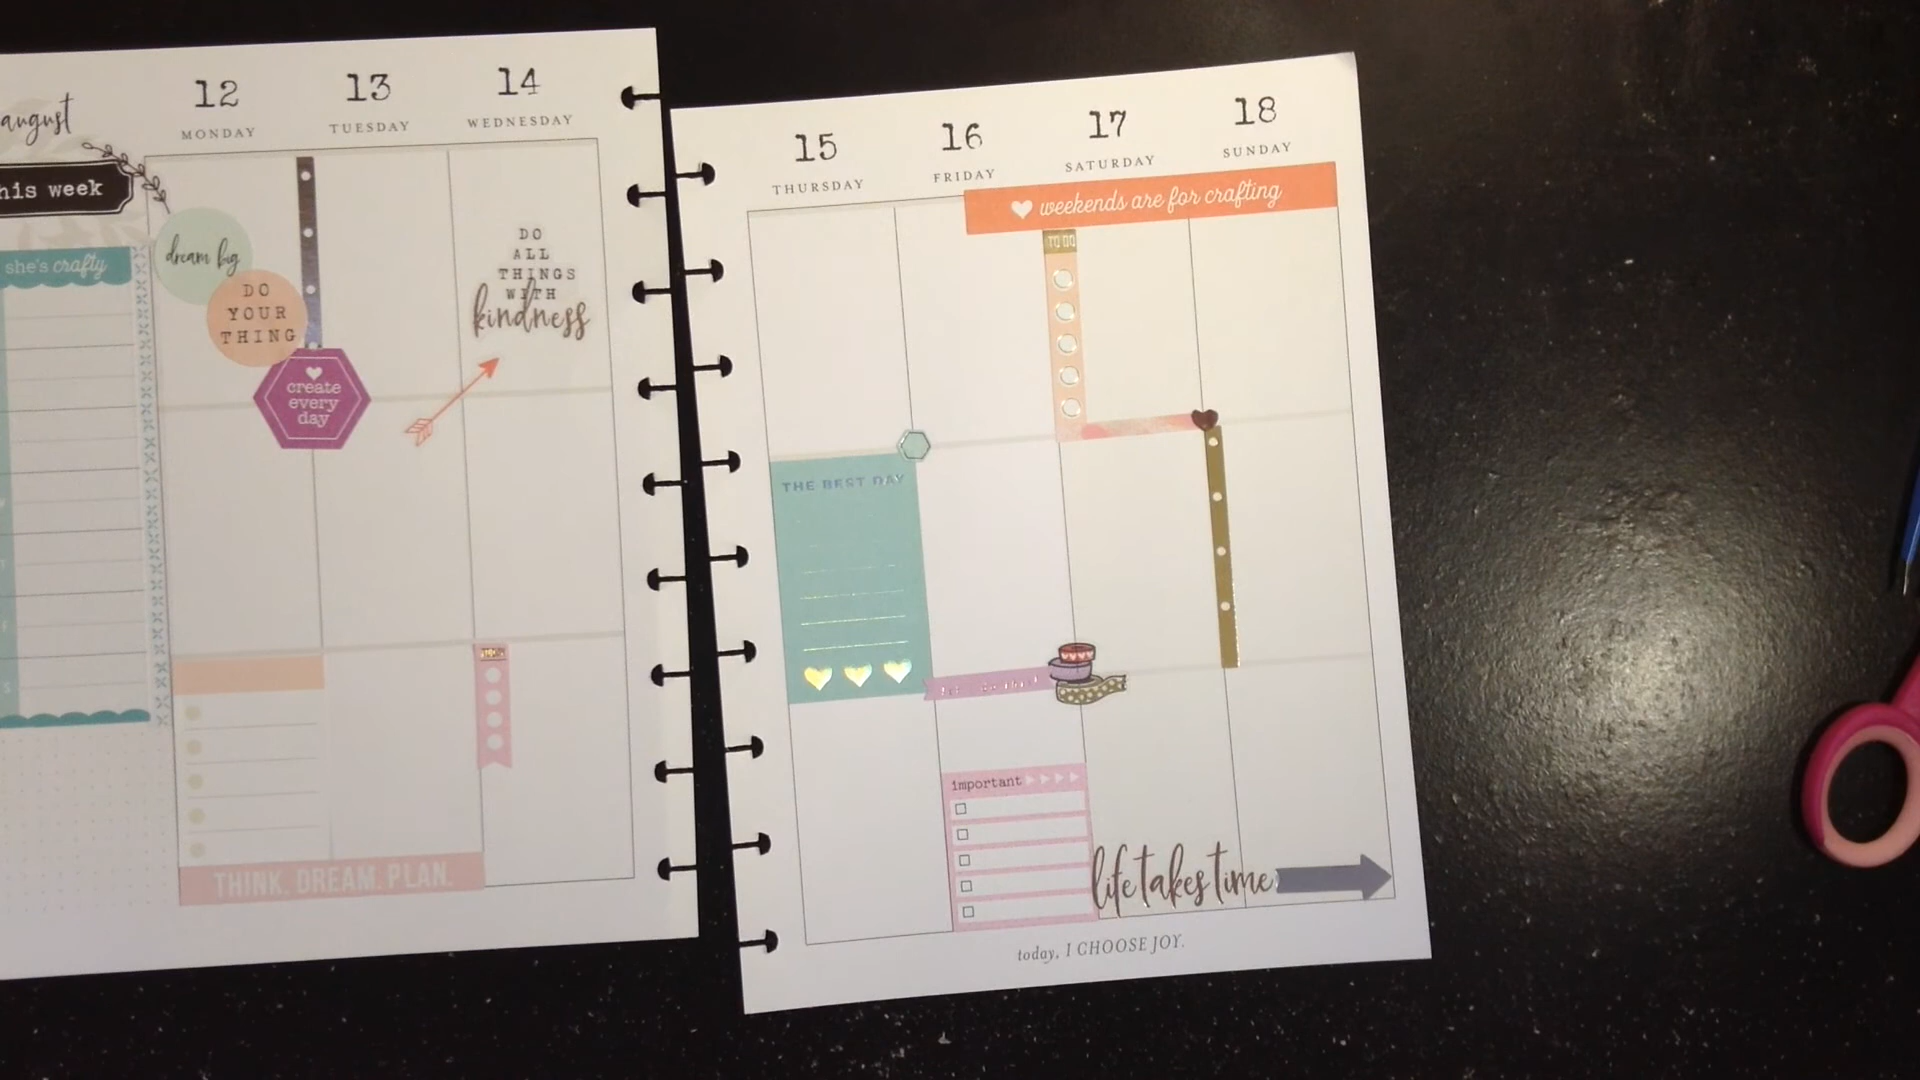 august
this week
she's crafty
12
MONDAY
13
TUESDAY
14
WEDNESDAY
dream big
DO
YOUR
THING
create
every
day
DO
ALL
THINGS
WITH
kindness
THINK. DREAM. PLAN.
15
THURSDAY
16
FRIDAY
17
SATURDAY
18
SUNDAY
weekends are for crafting
TO DO
THE BEST DAY
important
life takes time
today, I CHOOSE JOY.